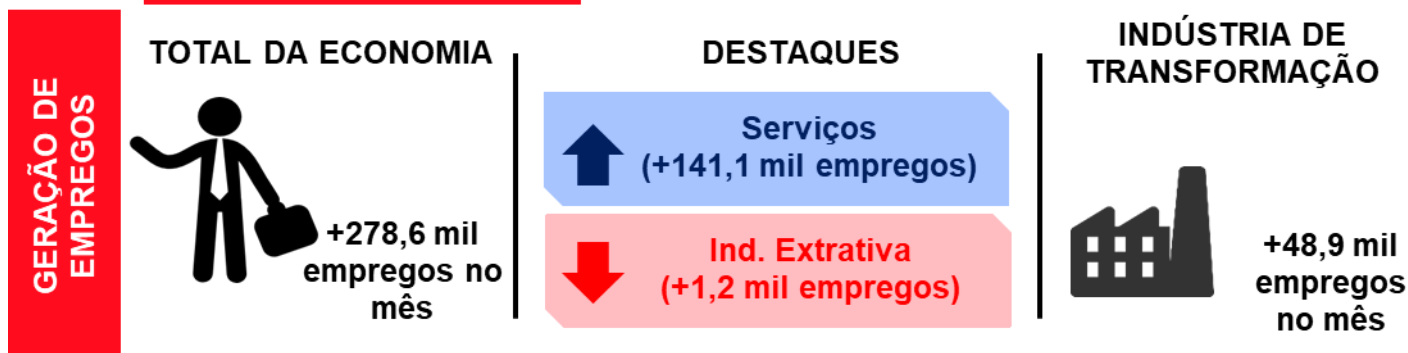 GERAÇÃO DE
EMPREGOS
TOTAL DA ECONOMIA
+278,6 mil
empregos no
mês
DESTAQUES
Serviços
(+141,1 mil empregos)
Ind. Extrativa
(+1,2 mil empregos)
INDÚSTRIA DE
TRANSFORMAÇÃO
+48,9 mil
empregos
no mês